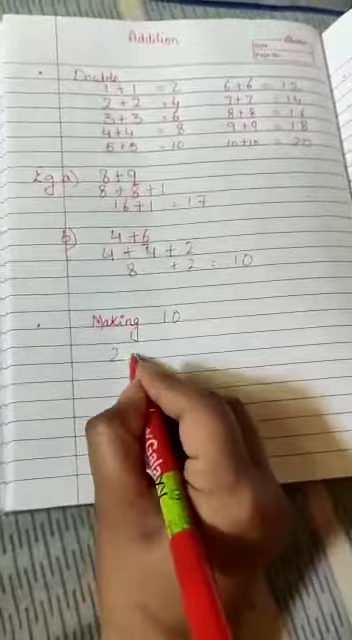 Addition
Double
1 + 1 = 2 6+6 = 12
2 + 2 = 4 7+7 = 14
3 + 3 = 6 8+8 = 16
4+4 = 8 9+9 = 18
5+5 = 10 10+10 = 20
Eg a) 8+9
8 + 8 + 1
16+1 = 17
b) 4+6
4 + 4 + 2
8 + 2 = 10
Making 10
2
Galaxy